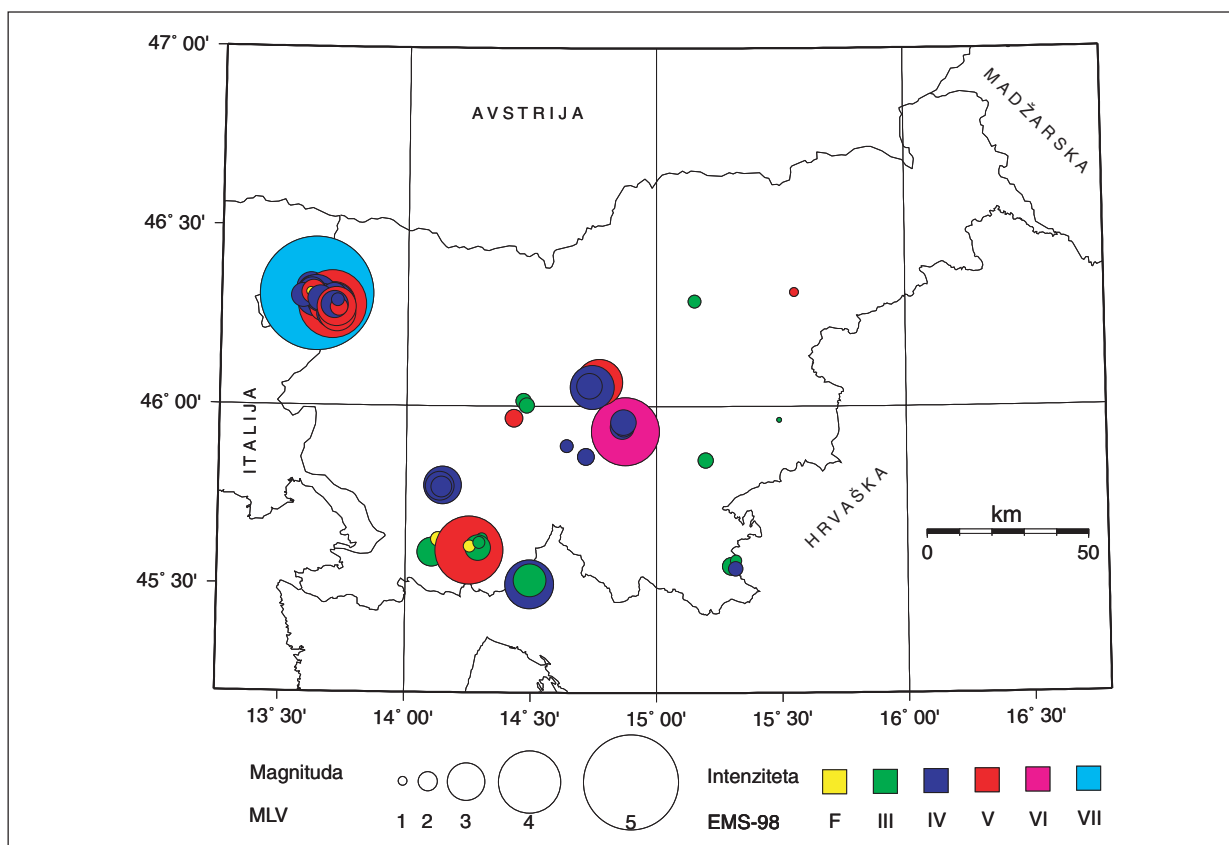 47° 00'
AVSTRIJA
MADŽARSKA
46° 30'
46° 00'
ITALIJA
HRVAŠKA
km
0 50
45° 30'
13° 30' 14° 00' 14° 30' 15° 00' 15° 30' 16° 00' 16° 30'
Magnituda
Intenziteta
MLV 1 2 3 4 5
EMS-98 F III IV V VI VII